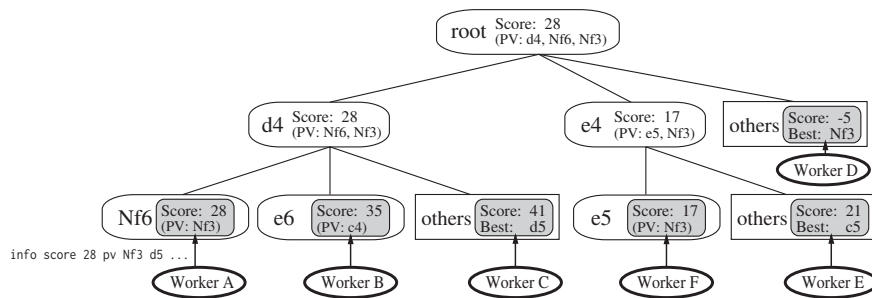 root Score: 28
(PV: d4, Nf6, Nf3)
d4 Score: 28
(PV: Nf6, Nf3)
e4 Score: 17
(PV: e5, Nf3)
others Score: -5
Best: Nf3
Worker D
Nf6 Score: 28
(PV: Nf3)
e6 Score: 35
(PV: c4)
others Score: 41
Best: d5
e5 Score: 17
(PV: Nf3)
others Score: 21
Best: c5
info score 28 pv Nf3 d5 ...
Worker A
Worker B
Worker C
Worker F
Worker E